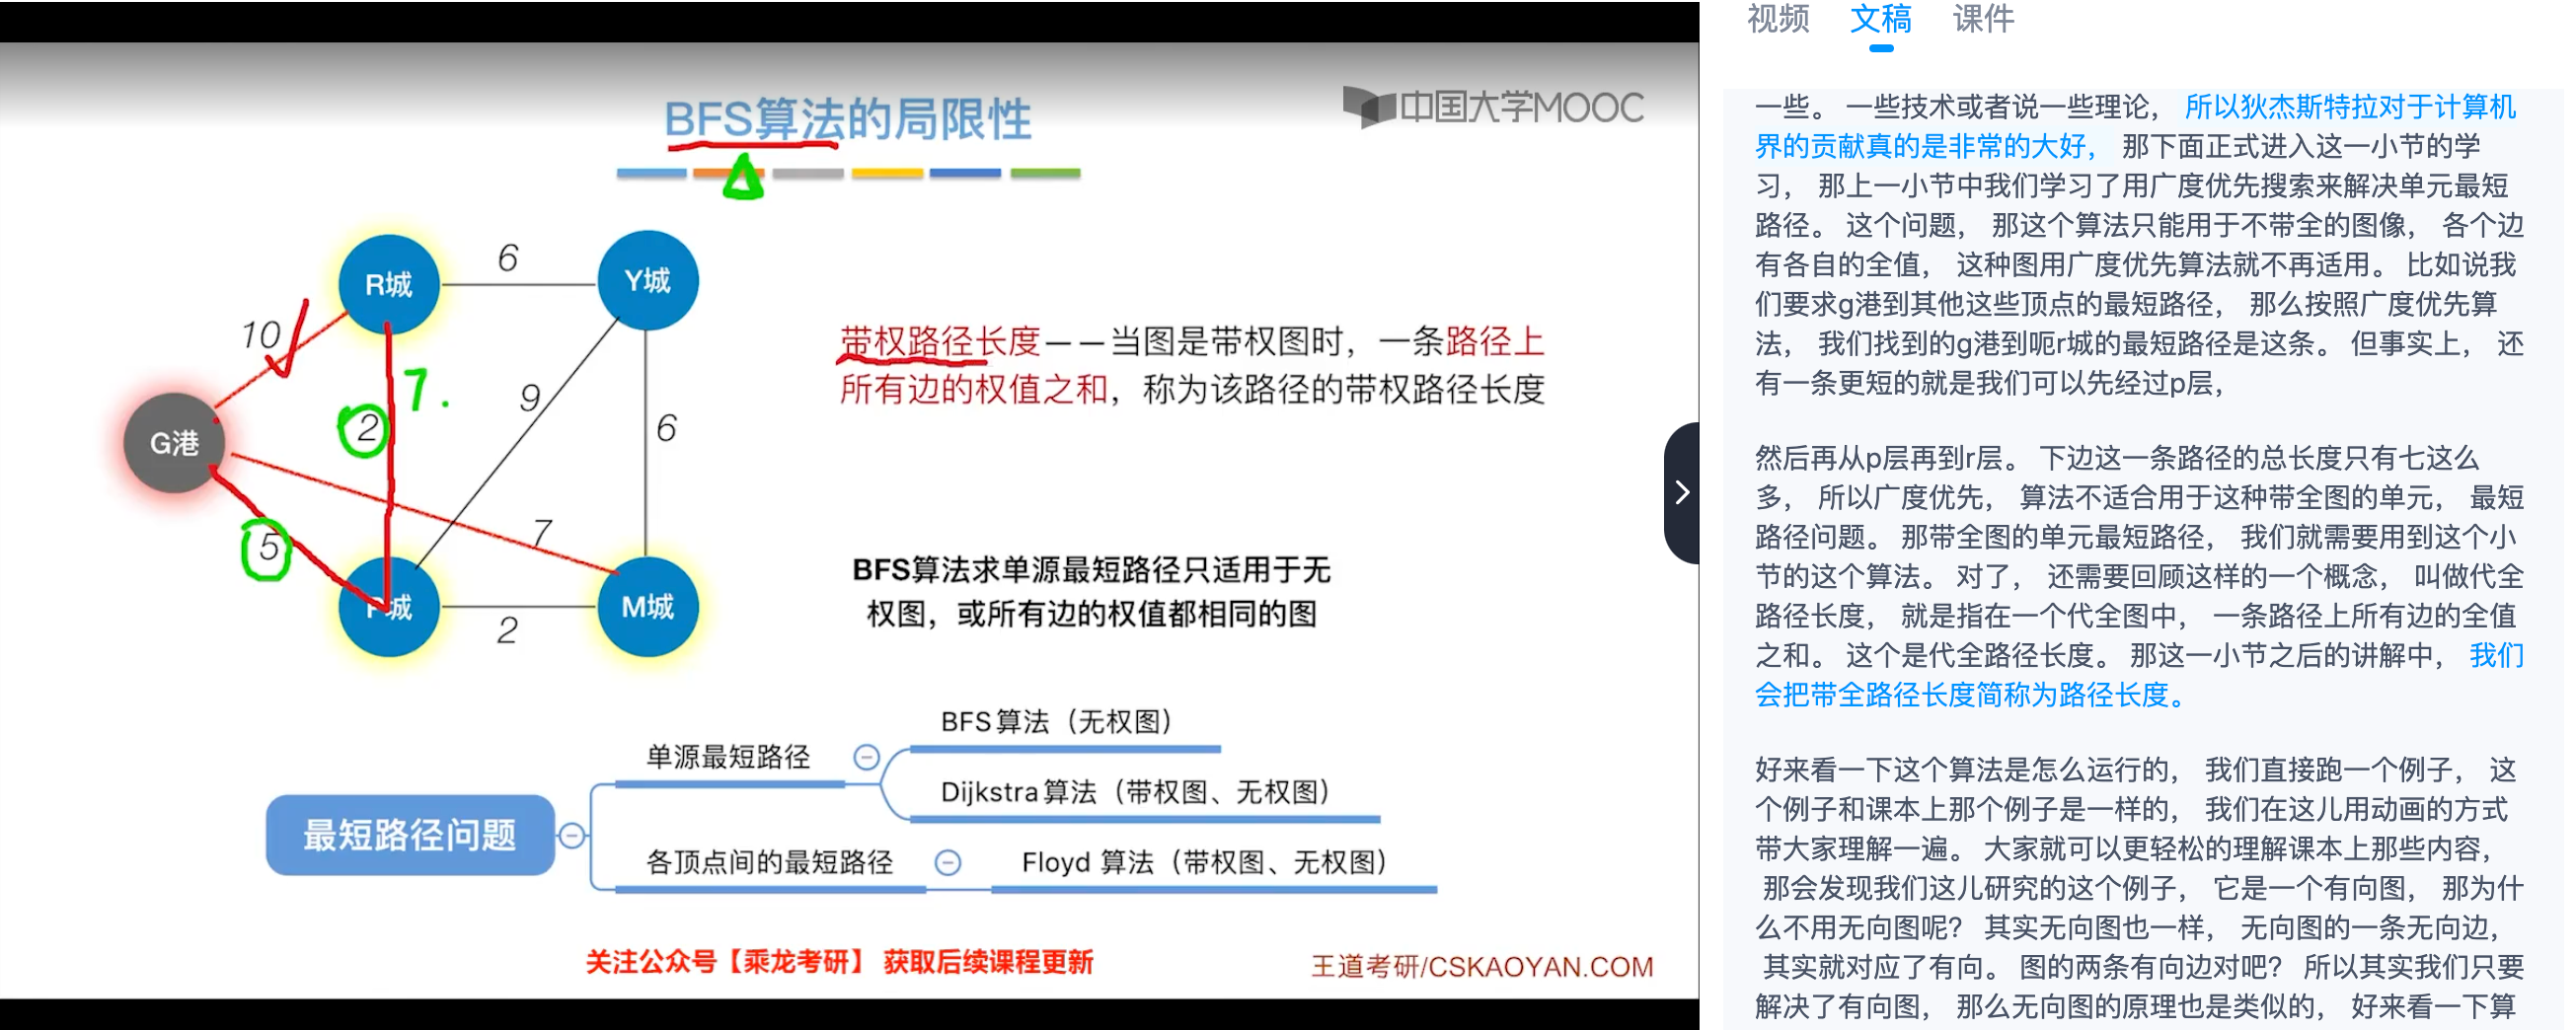 BFS算法的局限性
中国大学MOOC
R城
6
Y城
10
7.
2
9
6
G港
5
7
P城
2
M城
带权路径长度——当图是带权图时，一条路径上
所有边的权值之和，称为该路径的带权路径长度
BFS算法求单源最短路径只适用于无
权图，或所有边的权值都相同的图
最短路径问题
单源最短路径
BFS算法（无权图）
Dijkstra算法（带权图、无权图）
各顶点间的最短路径
Floyd 算法（带权图、无权图）
关注公众号【乘龙考研】 获取后续课程更新
王道考研/CSKAOYAN.COM
视频 文稿 课件
一些。 一些技术或者说一些理论， 所以狄杰斯特拉对于计算机
界的贡献真的是非常的大好， 那下面正式进入这一小节的学
习， 那上一小节中我们学习了用广度优先搜索来解决单元最短
路径。 这个问题， 那这个算法只能用于不带全的图像， 各个边
有各自的全值， 这种图用广度优先算法就不再适用。 比如说我
们要求g港到其他这些顶点的最短路径， 那么按照广度优先算
法， 我们找到的g港到呃r城的最短路径是这条。 但事实上， 还
有一条更短的就是我们可以先经过p层，
然后再从p层再到r层。 下边这一条路径的总长度只有七这么
多， 所以广度优先， 算法不适合用于这种带全图的单元， 最短
路径问题。 那带全图的单元最短路径， 我们就需要用到这个小
节的这个算法。 对了， 还需要回顾这样的一个概念， 叫做代全
路径长度， 就是指在一个代全图中， 一条路径上所有边的全值
之和。 这个是代全路径长度。 那这一小节之后的讲解中， 我们
会把带全路径长度简称为路径长度。
好来看一下这个算法是怎么运行的， 我们直接跑一个例子， 这
个例子和课本上那个例子是一样的， 我们在这儿用动画的方式
带大家理解一遍。 大家就可以更轻松的理解课本上那些内容，
那会发现我们这儿研究的这个例子， 它是一个有向图， 那为什
么不用无向图呢？ 其实无向图也一样， 无向图的一条无向边，
其实就对应了有向。 图的两条有向边对吧？ 所以其实我们只要
解决了有向图， 那么无向图的原理也是类似的， 好来看一下算